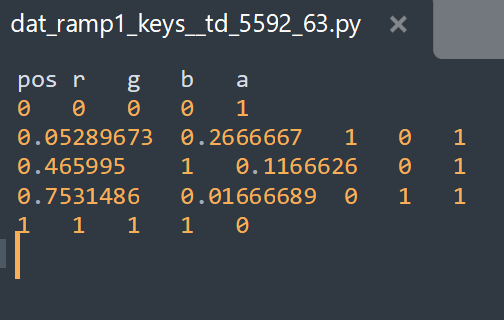 dat_ramp1_keys__td_5592_63.py ×
pos r g b a
0 0 0 0 1
0.05289673 0.2666667 1 0 1
0.465995 1 0.1166626 0 1
0.7531486 0.01666689 0 1 1
1 1 1 1 0